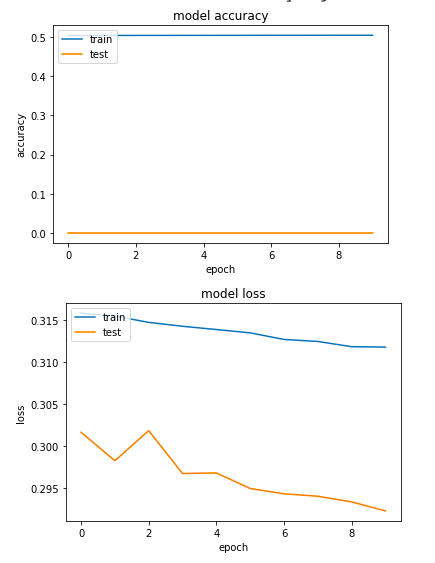 model accuracy
0.5
0.4
0.3
0.2
0.1
0.0
accuracy
train
test
0 2 4 6 8
epoch
model loss
0.315
0.310
0.305
0.300
0.295
loss
train
test
0 2 4 6 8
epoch